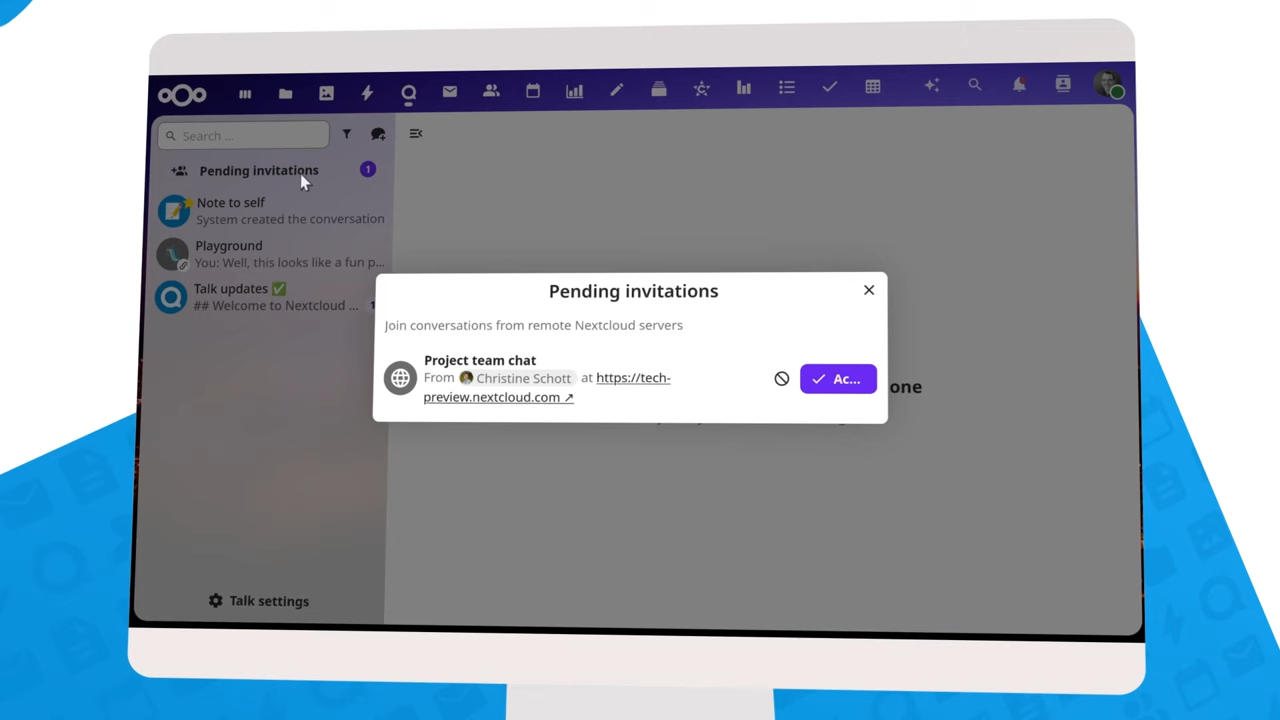 Search ...
Pending invitations
1
Note to self
System created the conversation
Playground
You: Well, this looks like a fun p...
Talk updates ✅
## Welcome to Nextcloud ...
Talk settings
Pending invitations
Join conversations from remote Nextcloud servers
Project team chat
From Christine Schott at https://tech-
preview.nextcloud.com ↗
Ac...
one